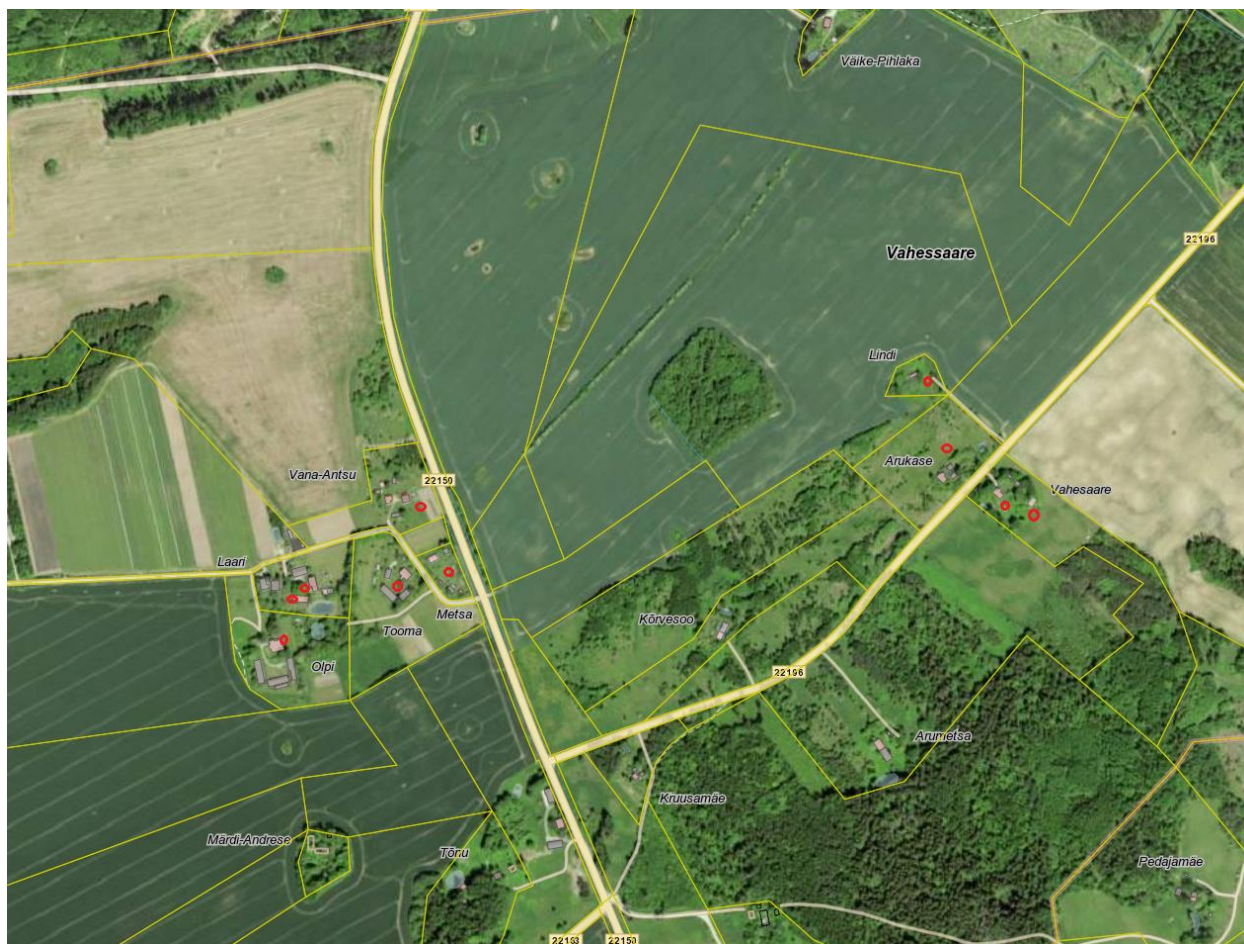 Väike-Pihlaka
22196
Vahessaare
Lindi
Arukase
Vana-Antsu
22150
Vahesaare
Laari
Metsa
Kõrvesoo
Tooma
Olpi
22196
Arumetsa
Kruusamäe
Märdi-Andrese
Tõnu
Pedajamäe
22193
22150